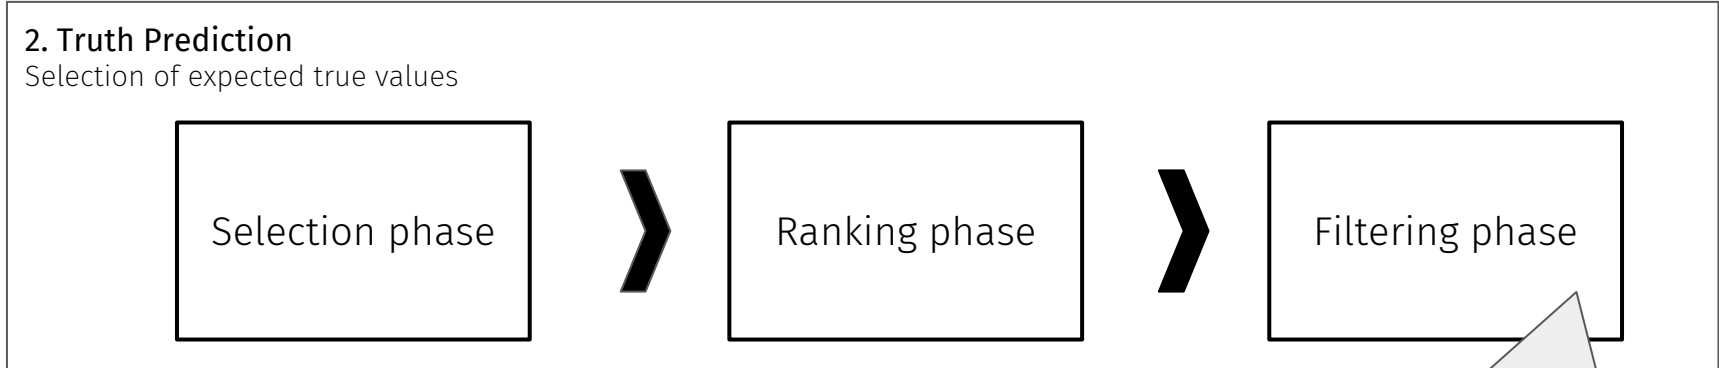 2. Truth Prediction
Selection of expected true values
Selection phase
Ranking phase
Filtering phase